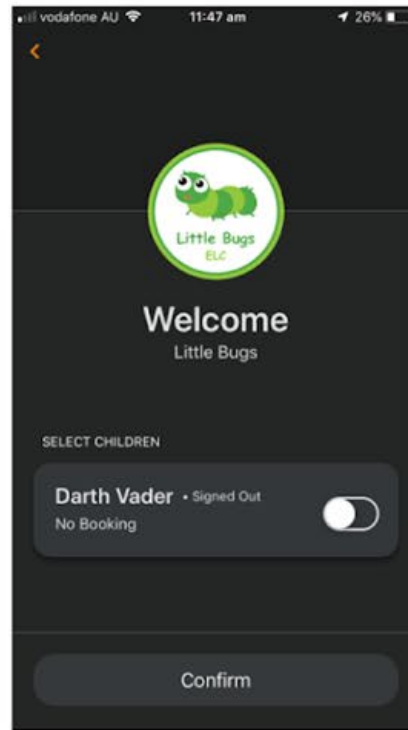 vodafone AU 11:47 am 26%
Little Bugs
ELC
Welcome
Little Bugs
SELECT CHILDREN
Darth Vader • Signed Out
No Booking
Confirm